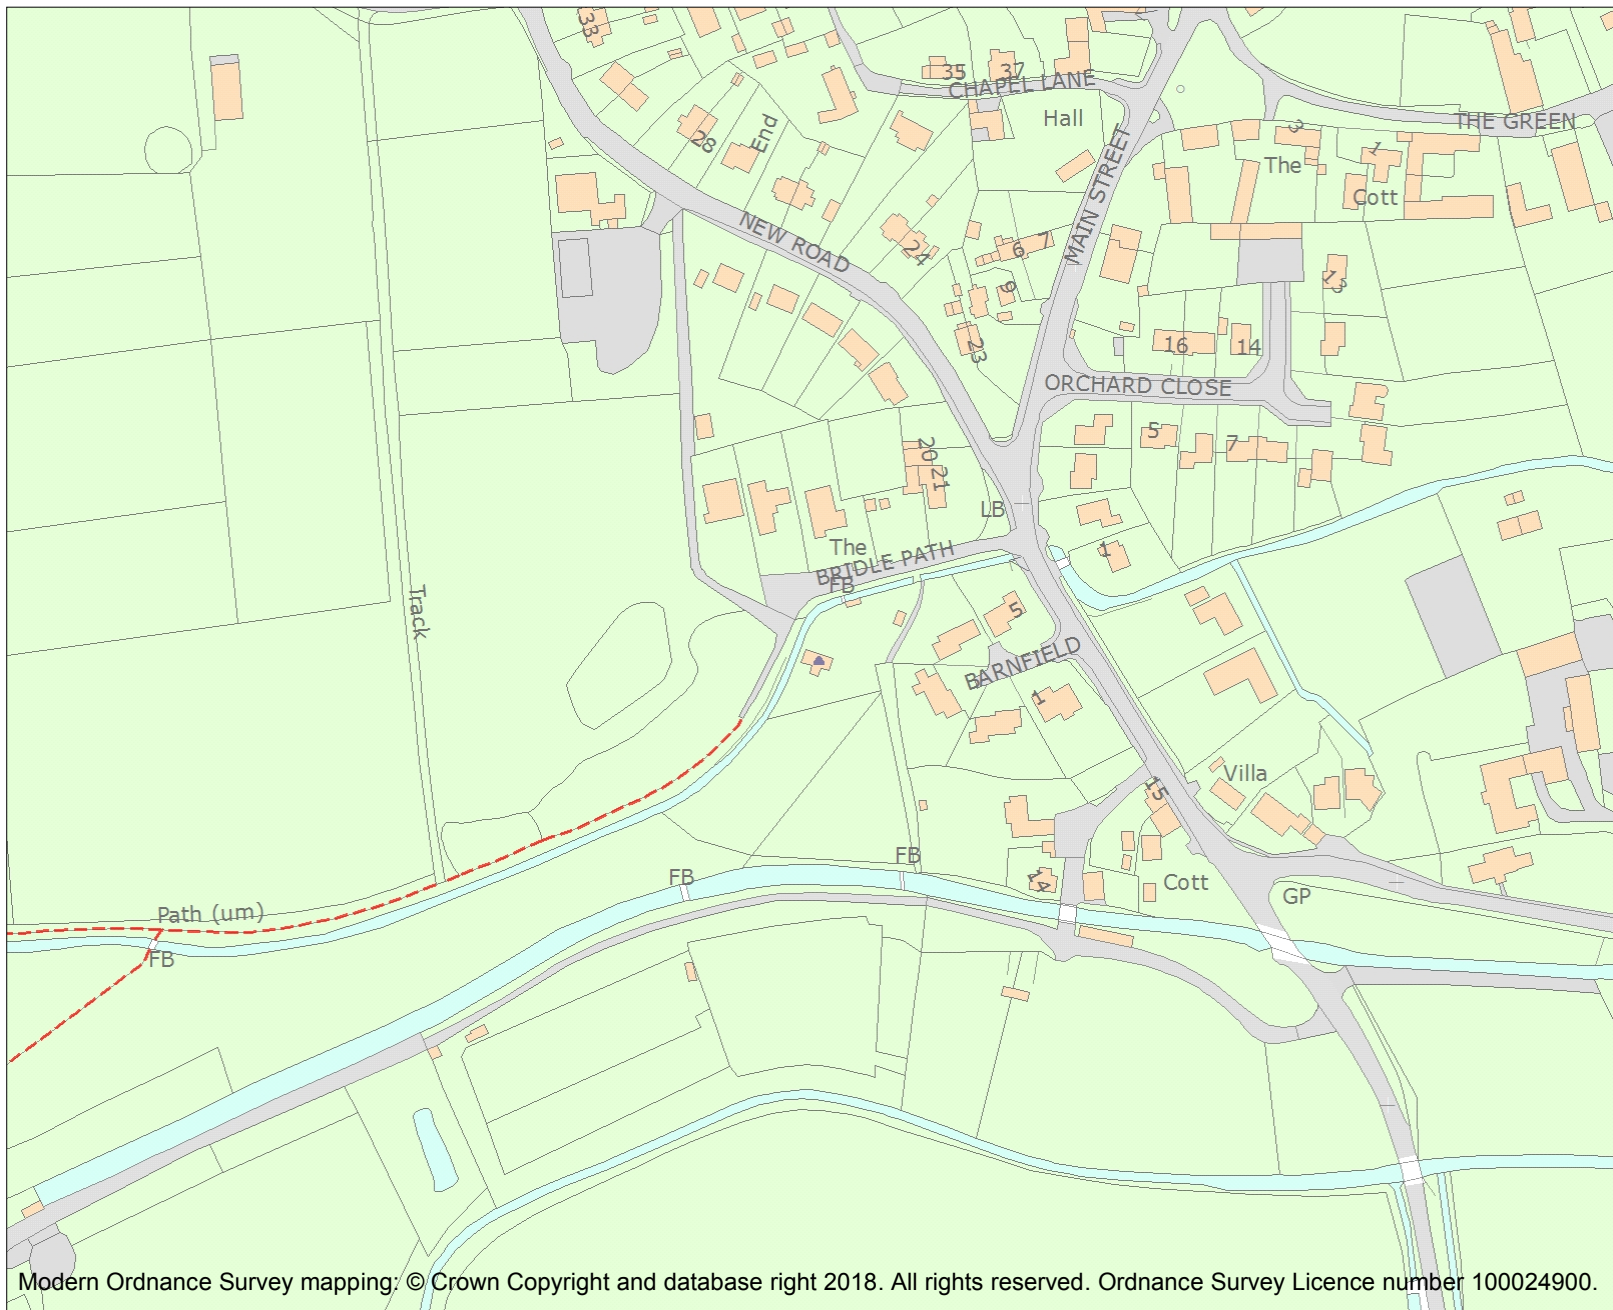 33
35
37
CHAPEL LANE
Hall
THE GREEN
28
End
3
The
1
Cott
MAIN STREET
NEW ROAD
24
6
7
9
13
23
16
14
ORCHARD CLOSE
5
7
20
21
LB
The
BRIDLE PATH
FB
1
Track
5
BARNFIELD
1
Villa
15
FB
FB
14
Cott
GP
Path (um)
FB
Modern Ordnance Survey mapping: © Crown Copyright and database right 2018. All rights reserved. Ordnance Survey Licence number 100024900.